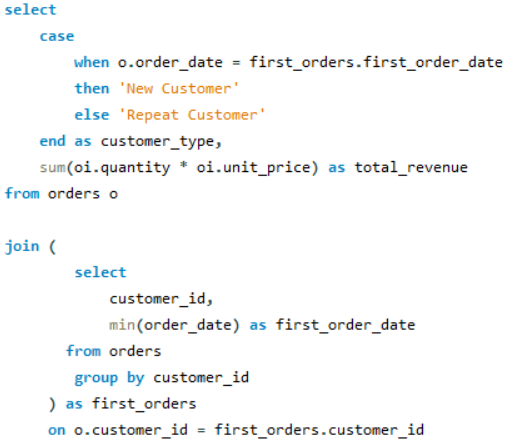 select
case
when o.order_date = first_orders.first_order_date
then 'New Customer'
else 'Repeat Customer'
end as customer_type,
sum(oi.quantity * oi.unit_price) as total_revenue
from orders o
join (
select
customer_id,
min(order_date) as first_order_date
from orders
group by customer_id
) as first_orders
on o.customer_id = first_orders.customer_id